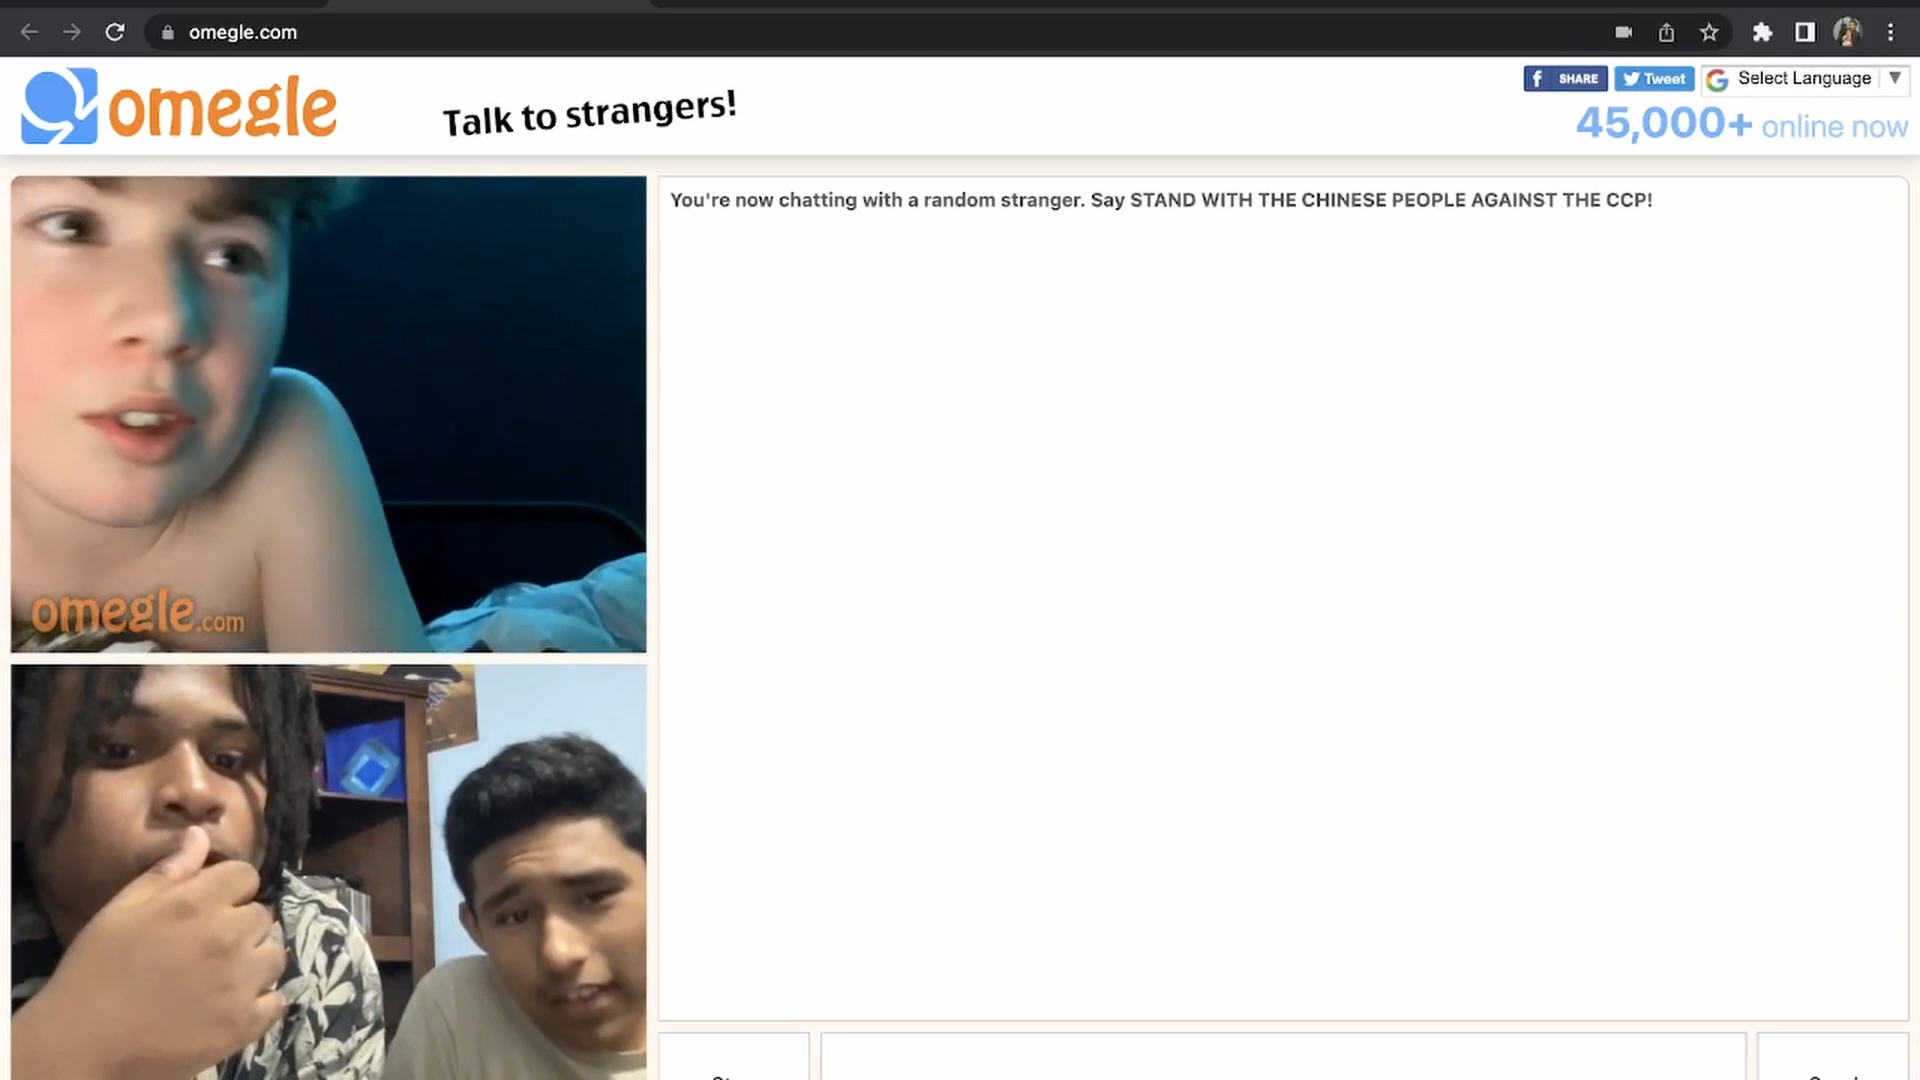 omegle.com
omegle
Talk to strangers!
SHARE
Tweet
Select Language
45,000+ online now
You're now chatting with a random stranger. Say STAND WITH THE CHINESE PEOPLE AGAINST THE CCP!
omegle.com